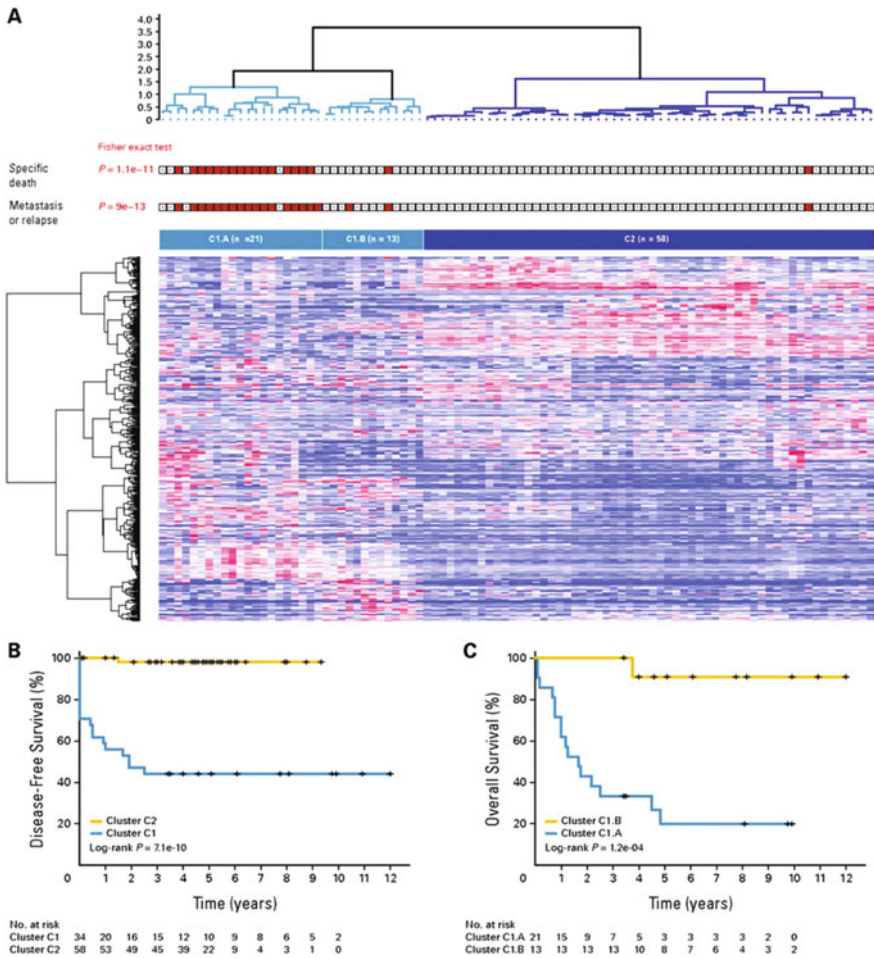 A
4.0
3.5
3.0
2.5
2.0
1.5
1.0
0.5
0
Fisher exact test
Specific death P = 1.1e−11
Metastasis or relapse P = 9e−13
C1.A (n =21) C1.B (n = 13) C2 (n = 58)
B
Disease-Free Survival (%)
100
80
60
40
20
Cluster C2
Cluster C1
Log-rank P = 7.1e-10
0 1 2 3 4 5 6 7 8 9 10 11 12
Time (years)
No. at risk
Cluster C1 34 20 16 15 12 10 9 8 6 5 2
Cluster C2 58 53 49 45 39 22 9 4 3 1 0
C
Overall Survival (%)
100
80
60
40
20
Cluster C1.B
Cluster C1.A
Log-rank P = 1.2e-04
0 1 2 3 4 5 6 7 8 9 10 11 12
Time (years)
No. at risk
Cluster C1.A 21 15 9 7 5 3 3 3 3 2 0
Cluster C1.B 13 13 13 13 10 8 7 6 4 3 2